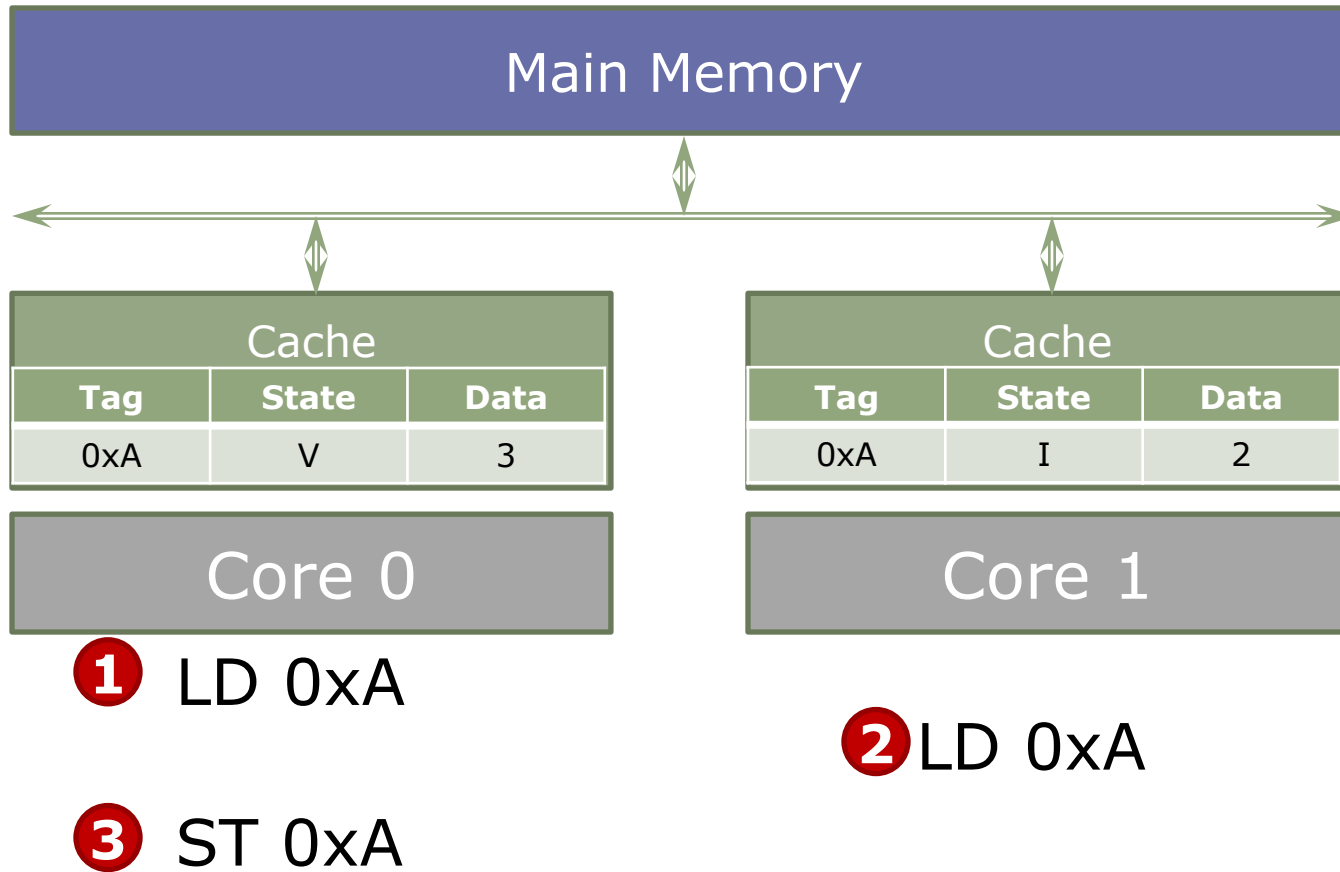 Main Memory
Cache
Tag State Data
0xA V 3
Core 0
Cache
Tag State Data
0xA I 2
Core 1
1 LD 0xA
2 LD 0xA
3 ST 0xA